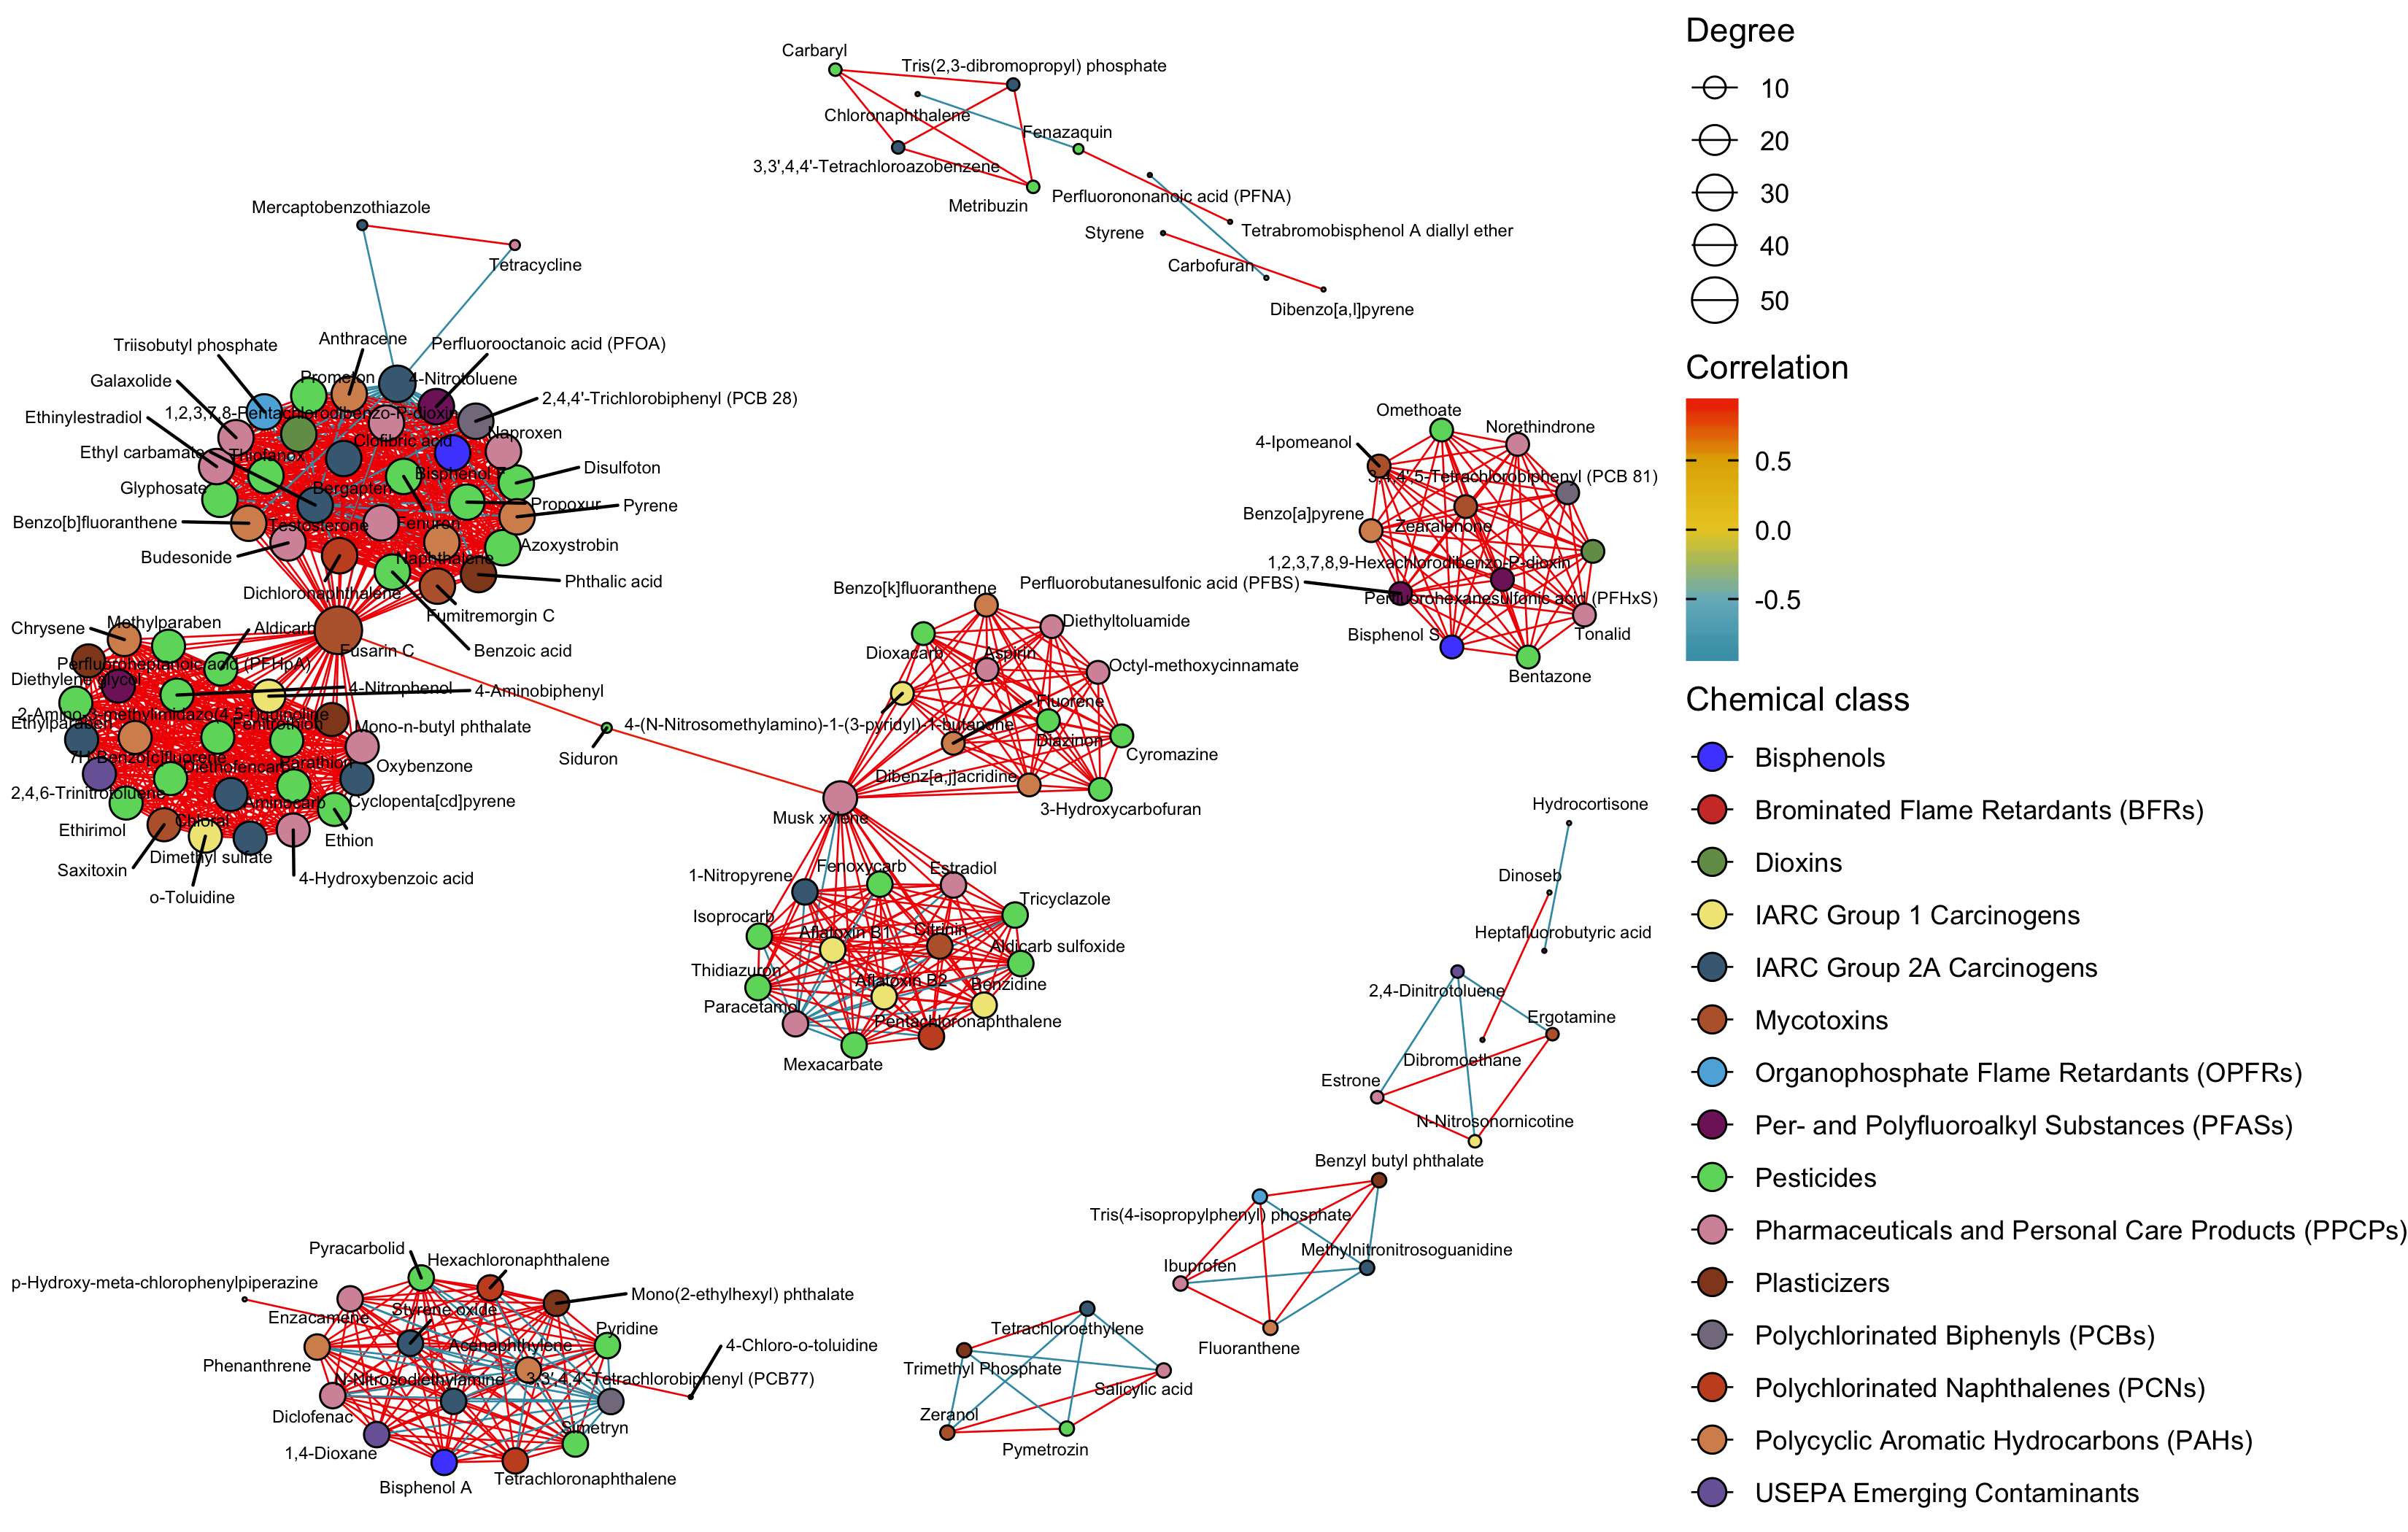 Carbaryl
Tris(2,3-dibromopropyl) phosphate
Chloronaphthalene
Fenazaquin
3,3',4,4'-Tetrachloroazobenzene
Metribuzin
Perfluorononanoic acid (PFNA)
Styrene
Tetrabromobisphenol A diallyl ether
Carbofuran
Dibenzo[a,l]pyrene
Mercaptobenzothiazole
Tetracycline
Anthracene
Triisobutyl phosphate
Perfluorooctanoic acid (PFOA)
Galaxolide
Prometon
4-Nitrotoluene
2,4,4'-Trichlorobiphenyl (PCB 28)
Ethinylestradiol
1,2,3,7,8-Pentachlorodibenzo-P-dioxin
Clofibric acid
Naproxen
Ethyl carbamate
Thiofanox
Bisphenol F
Disulfoton
Glyphosate
Bergapten
Propoxur
Pyrene
Benzo[b]fluoranthene
Testosterone
Fenuron
Azoxystrobin
Budesonide
Naphthalene
Phthalic acid
Dichloronaphthalene
Fumitremorgin C
Benzoic acid
Chrysene
Methylparaben
Aldicarb
Fusarin C
Perfluoroheptanoic acid (PFHpA)
Diethylene glycol
4-Nitrophenol
4-Aminobiphenyl
2-Amino-3-methylimidazo[4,5-f]quinoline
Ethylparaben
Fenitrothion
Mono-n-butyl phthalate
7H-Benzo[c]fluorene
Diethofencarb
Parathion
Oxybenzone
2,4,6-Trinitrotoluene
Aminocarb
Cyclopenta[cd]pyrene
Ethirimol
Chloral
Ethion
Saxitoxin
Dimethyl sulfate
4-Hydroxybenzoic acid
o-Toluidine
Siduron
Benzo[k]fluoranthene
Diethyltoluamide
Dioxacarb
Aspirin
Octyl-methoxycinnamate
Fluorene
4-(N-Nitrosomethylamino)-1-(3-pyridyl)-1-butanone
Diazinon
Cyromazine
Dibenz[a,j]acridine
3-Hydroxycarbofuran
Musk xylene
1-Nitropyrene
Fenoxycarb
Estradiol
Tricyclazole
Isoprocarb
Aflatoxin B1
Citrinin
Aldicarb sulfoxide
Thidiazuron
Aflatoxin B2
Benzidine
Paracetamol
Pentachloronaphthalene
Mexacarbate
Omethoate
4-Ipomeanol
Norethindrone
3,4,4',5-Tetrachlorobiphenyl (PCB 81)
Benzo[a]pyrene
Zearalenone
1,2,3,7,8,9-Hexachlorodibenzo-P-dioxin
Perfluorobutanesulfonic acid (PFBS)
Perfluorohexanesulfonic acid (PFHxS)
Bisphenol S
Tonalid
Bentazone
Hydrocortisone
Dinoseb
Heptafluorobutyric acid
2,4-Dinitrotoluene
Ergotamine
Dibromoethane
Estrone
N-Nitrosonornicotine
Benzyl butyl phthalate
Tris(4-isopropylphenyl) phosphate
Methylnitronitrosoguanidine
Ibuprofen
Fluoranthene
Tetrachloroethylene
Trimethyl Phosphate
Salicylic acid
Zeranol
Pymetrozin
Pyracarbolid
Hexachloronaphthalene
p-Hydroxy-meta-chlorophenylpiperazine
Mono(2-ethylhexyl) phthalate
Enzacamene
Styrene oxide
Pyridine
Acenaphthylene
4-Chloro-o-toluidine
Phenanthrene
N-Nitrosodiethylamine
3,3',4,4'-Tetrachlorobiphenyl (PCB77)
Diclofenac
Simetryn
1,4-Dioxane
Tetrachloronaphthalene
Bisphenol A
Degree
10
20
30
40
50
Correlation
0.5
0.0
-0.5
Chemical class
Bisphenols
Brominated Flame Retardants (BFRs)
Dioxins
IARC Group 1 Carcinogens
IARC Group 2A Carcinogens
Mycotoxins
Organophosphate Flame Retardants (OPFRs)
Per- and Polyfluoroalkyl Substances (PFASs)
Pesticides
Pharmaceuticals and Personal Care Products (PPCPs)
Plasticizers
Polychlorinated Biphenyls (PCBs)
Polychlorinated Naphthalenes (PCNs)
Polycyclic Aromatic Hydrocarbons (PAHs)
USEPA Emerging Contaminants